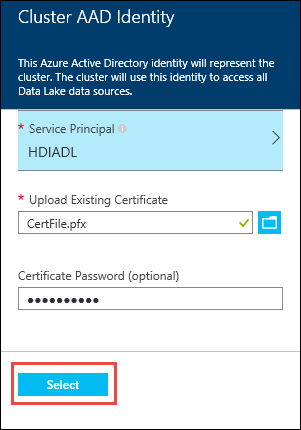 Cluster AAD Identity
This Azure Active Directory identity will represent the
cluster. The cluster will use this identity to access all
Data Lake data sources.
* Service Principal
HDIADL
* Upload Existing Certificate
CertFile.pfx
Certificate Password (optional)
••••••••••
Select